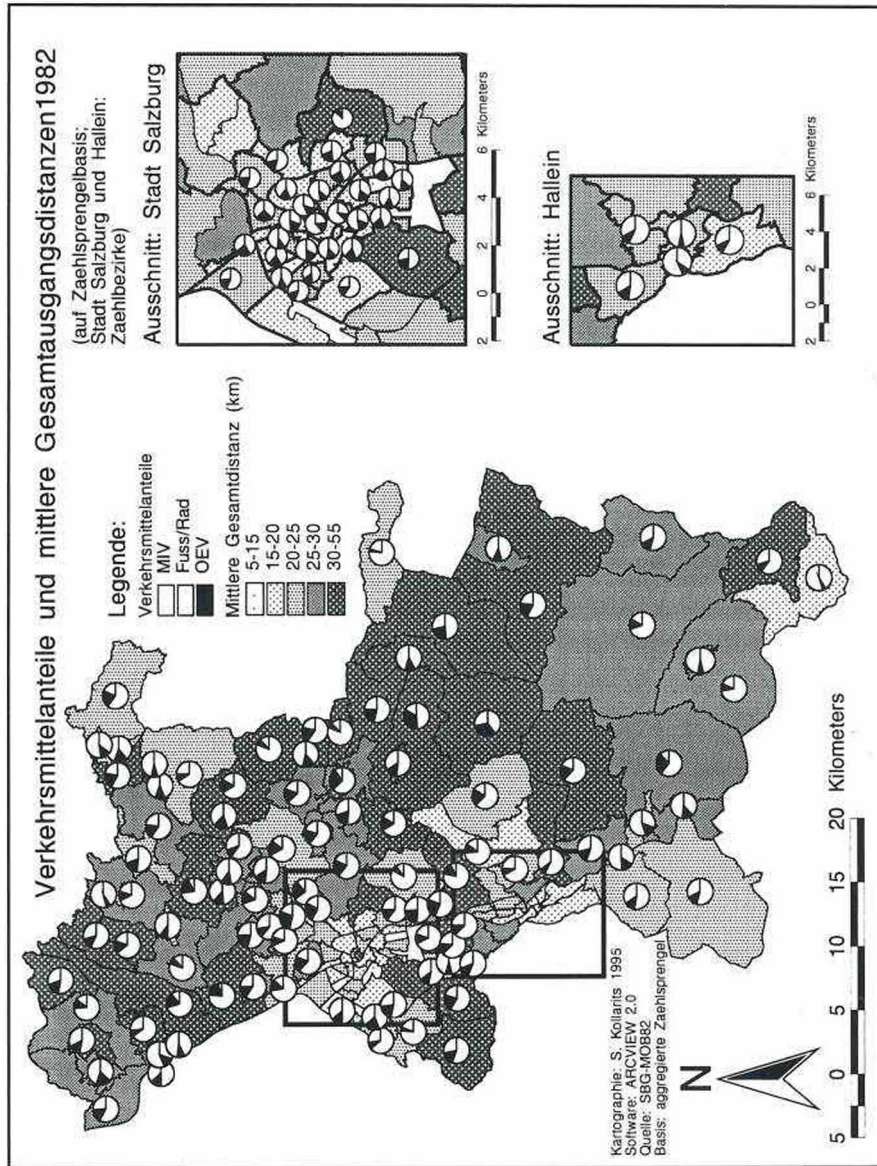 Verkehrsmittelanteile und mittlere Gesamtausgangsdistanzen1982
(auf Zaehlsprengelbasis;
Stadt Salzburg und Hallein:
Zaehlbezirke)
Legende:
Verkehrsmittelanteile
MIV
Fuss/Rad
OEV
Mittlere Gesamtdistanz (km)
5-15
15-20
20-25
25-30
30-55
Ausschnitt: Stadt Salzburg
2 0 2 4 6 Kilometers
Ausschnitt: Hallein
2 0 2 4 6 Kilometers
Kartographie: S. Kollarits 1995
Software: ARCVIEW 2.0
Quelle: SBG-MOB82
Basis: aggregierte Zaehlsprengel
N
5 0 5 10 15 20 Kilometers